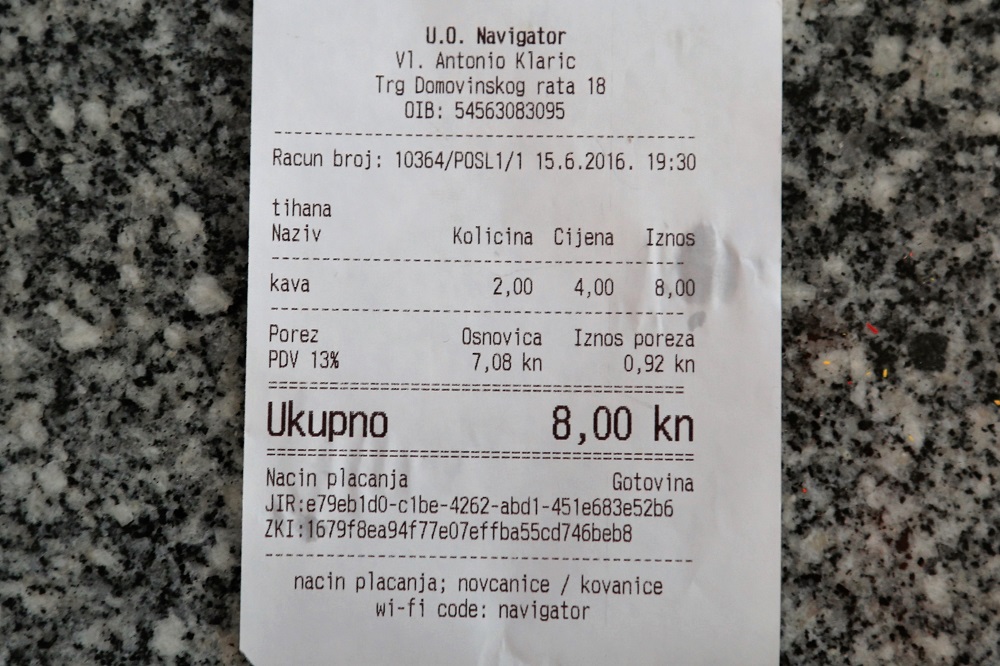 U.O. Navigator
Vl. Antonio Klaric
Trg Domovinskog rata 18
OIB: 54563083095
Racun broj: 10364/POSL1/1 15.6.2016. 19:30
tihana
Naziv Kolicina Cijena Iznos
kava 2,00 4,00 8,00
Porez Osnovica Iznos poreza
PDV 13% 7,08 kn 0,92 kn
Ukupno 8,00 kn
Nacin placanja Gotovina
JIR:e79eb1d0-c1be-4262-abd1-451e683e52b6
ZKI:1679f8ea94f77e07effba55cd746beb8
nacin placanja; novcanice / kovanice
wi-fi code: navigator